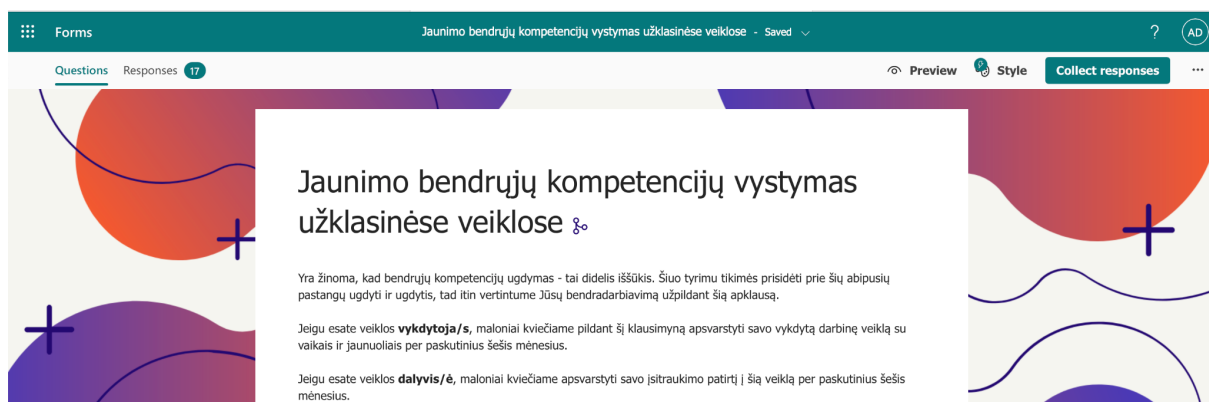 Forms
Jaunimo bendrųjų kompetencijų vystymas užklasinėse veiklose - Saved
?
AD
Questions
Responses 17
Preview
Style
Collect responses
...
Jaunimo bendrųjų kompetencijų vystymas
užklasinėse veiklose
Yra žinoma, kad bendrųjų kompetencijų ugdymas - tai didelis iššūkis. Šiuo tyrimu tikimės prisidėti prie šių abipusių
pastangų ugdyti ir ugdytis, tad itin vertintume Jūsų bendradarbiavimą užpildant šią apklausą.
Jeigu esate veiklos vykdytoja/s, maloniai kviečiame pildant šį klausimyną apsvarstyti savo vykdytą darbinę veiklą su
vaikais ir jaunuoliais per paskutinius šešis mėnesius.
Jeigu esate veiklos dalyvis/ė, maloniai kviečiame apsvarstyti savo įsitraukimo patirtį į šią veiklą per paskutinius šešis
mėnesius.